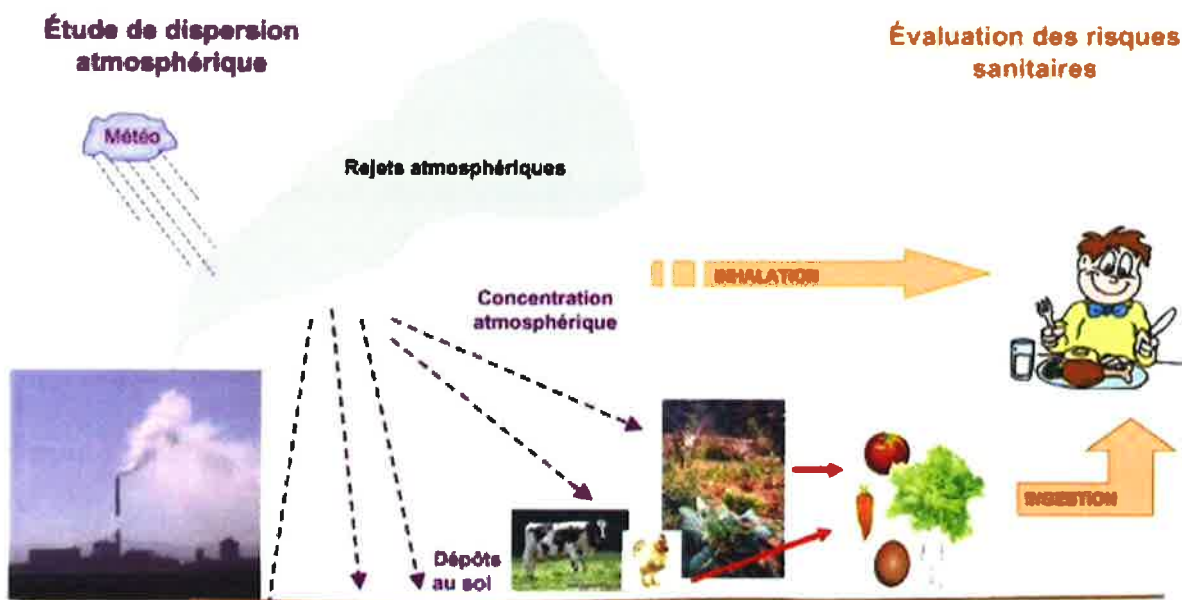 Étude de dispersion
atmosphérique
Évaluation des risques
sanitaires
Météo
Rejets atmosphériques
INHALATION
Concentration
atmosphérique
INGESTION
Dépôts
au sol